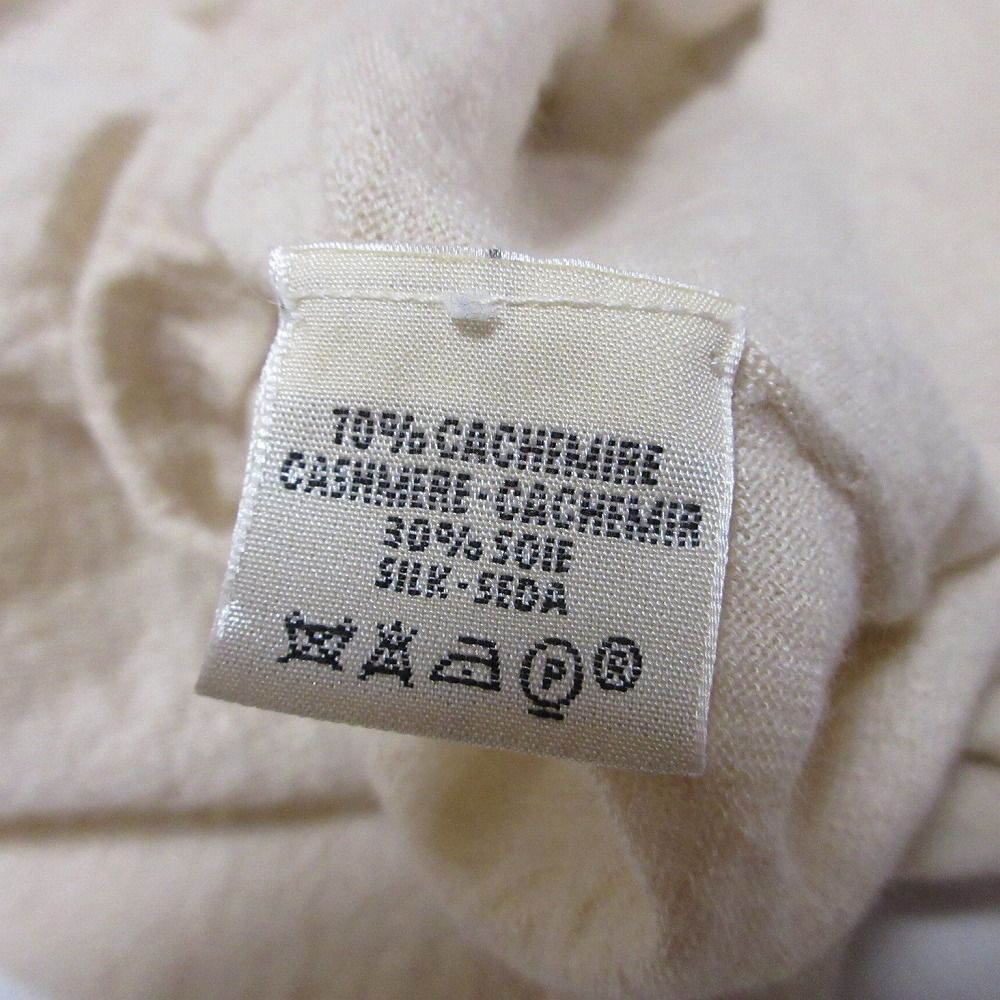 70% CACHEMIRE
CASHMERE-CACHEMIR
30% SOIE
SILK-SEDA
P ®